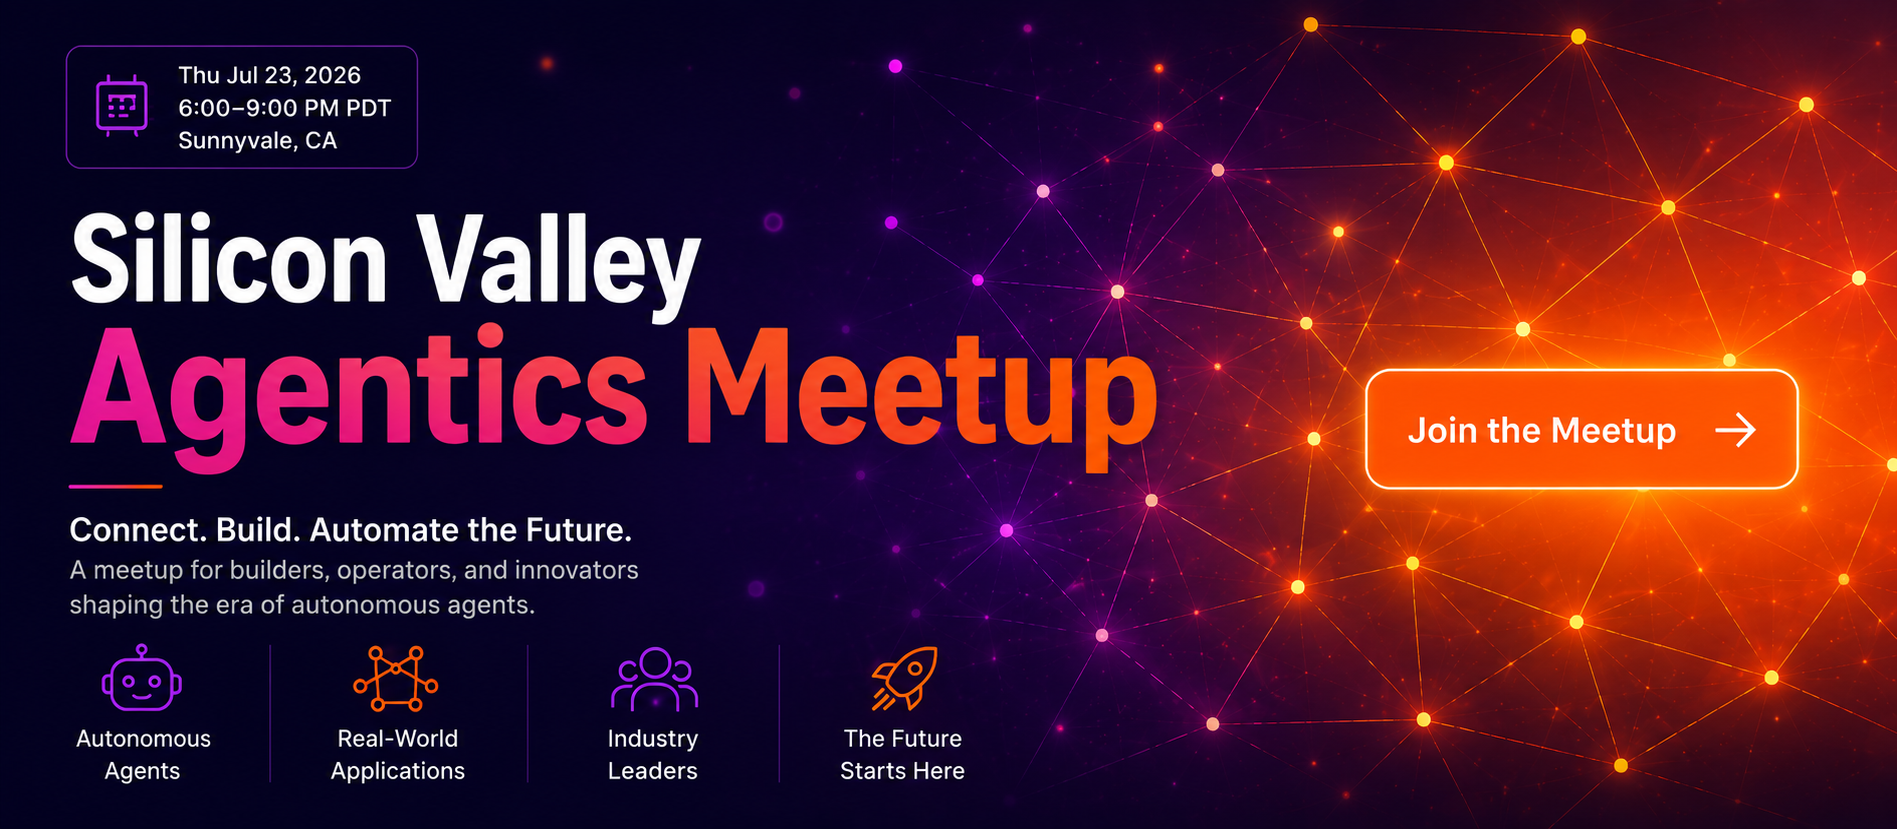 Thu Jul 23, 2026
6:00–9:00 PM PDT
Sunnyvale, CA
Silicon Valley
Agentics Meetup
Join the Meetup
Connect. Build. Automate the Future.
A meetup for builders, operators, and innovators
shaping the era of autonomous agents.
Autonomous
Agents
Real-World
Applications
Industry
Leaders
The Future
Starts Here